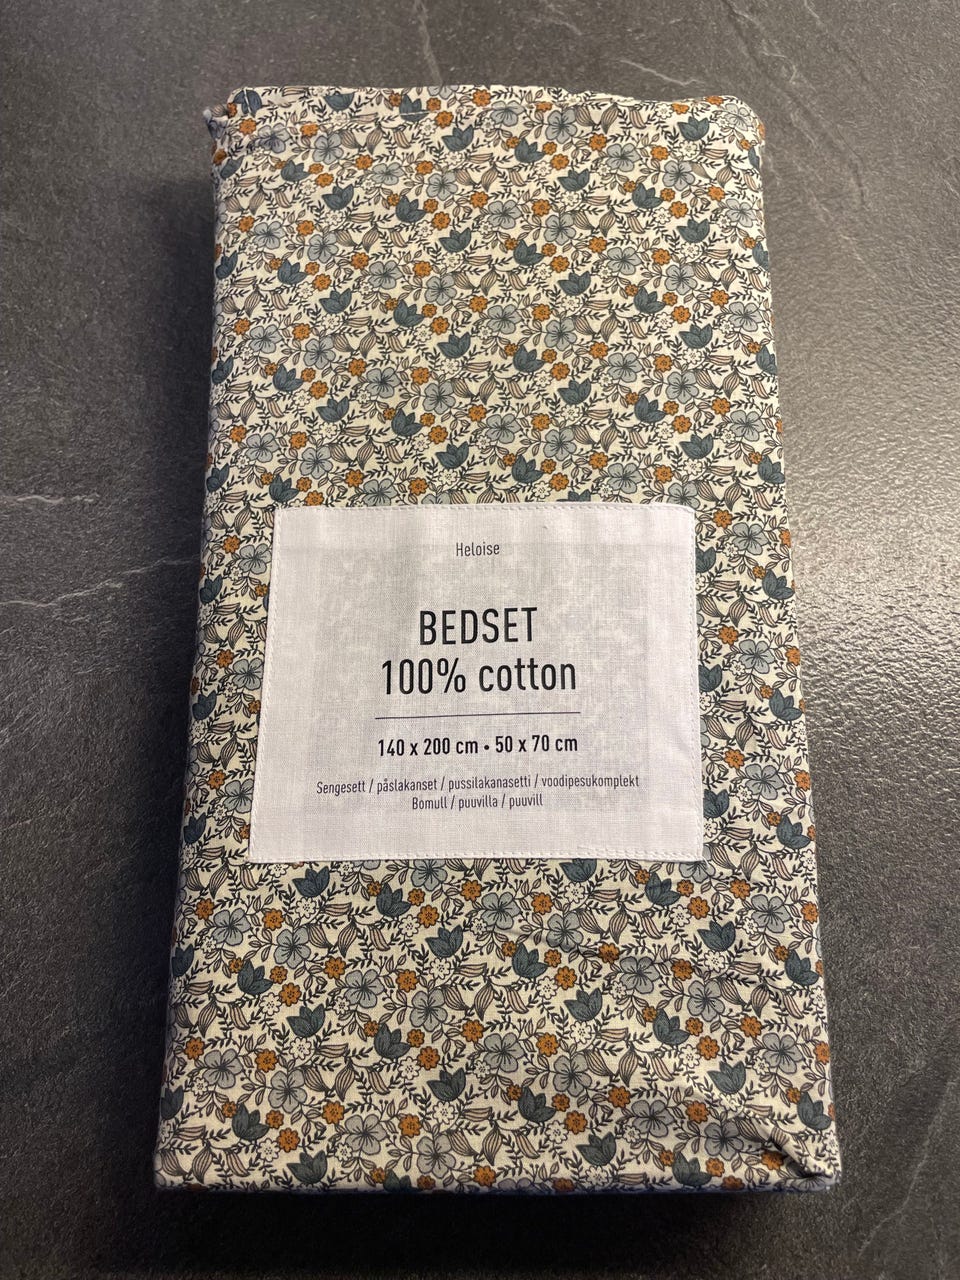 Heloise
BEDSET
100% cotton
140 x 200 cm • 50 x 70 cm
Sengesett / påslakanset / pussilakanasetti / voodipesukomplekt
Bomull / puuvilla / puuvill